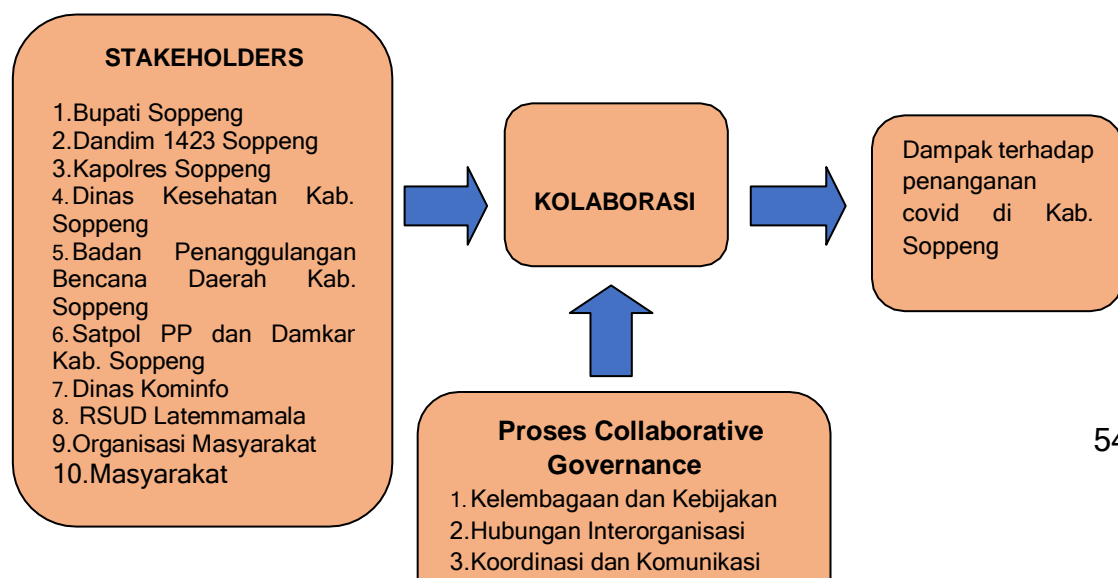 STAKEHOLDERS
1.Bupati Soppeng
2.Dandim 1423 Soppeng
3.Kapolres Soppeng
4.Dinas Kesehatan Kab.
Soppeng
5.Badan Penanggulangan
Bencana Daerah Kab.
Soppeng
6.Satpol PP dan Damkar
Kab. Soppeng
7.Dinas Kominfo
8. RSUD Latemmamala
9.Organisasi Masyarakat
10.Masyarakat
KOLABORASI
Dampak terhadap
penanganan
covid di Kab.
Soppeng
Proses Collaborative
Governance
1.Kelembagaan dan Kebijakan
2.Hubungan Interorganisasi
3.Koordinasi dan Komunikasi
54